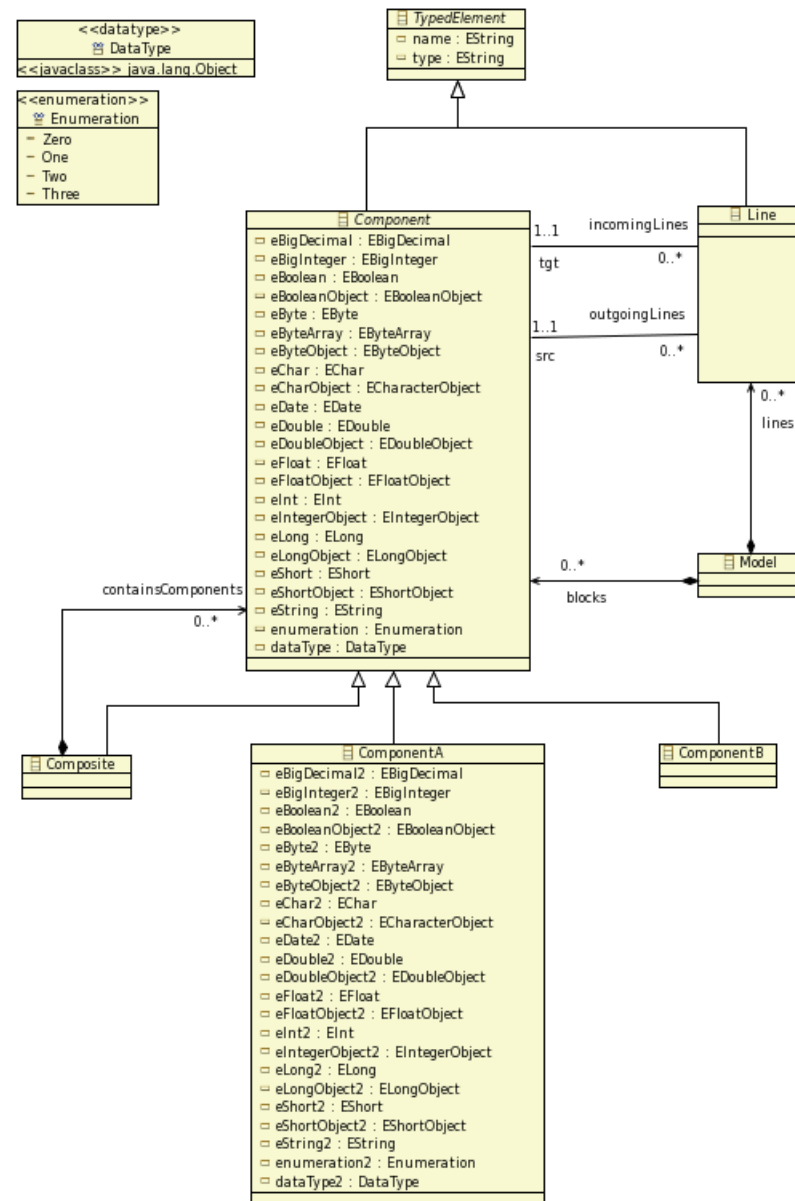 <<datatype>>
DataType
<<javaclass>> java.lang.Object
<<enumeration>>
Enumeration
Zero
One
Two
Three
TypedElement
name : EString
type : EString
Component
eBigDecimal : EBigDecimal
eBigInteger : EBigInteger
eBoolean : EBoolean
eBooleanObject : EBooleanObject
eByte : EByte
eByteArray : EByteArray
eByteObject : EByteObject
eChar : EChar
eCharObject : ECharacterObject
eDate : EDate
eDouble : EDouble
eDoubleObject : EDoubleObject
eFloat : EFloat
eFloatObject : EFloatObject
eInt : EInt
eIntegerObject : EIntegerObject
eLong : ELong
eLongObject : ELongObject
eShort : EShort
eShortObject : EShortObject
eString : EString
enumeration : Enumeration
dataType : DataType
1..1
incomingLines
tgt
0..*
1..1
outgoingLines
src
0..*
Line
0..*
lines
Model
0..*
blocks
containsComponents
0..*
Composite
ComponentA
eBigDecimal2 : EBigDecimal
eBigInteger2 : EBigInteger
eBoolean2 : EBoolean
eBooleanObject2 : EBooleanObject
eByte2 : EByte
eByteArray2 : EByteArray
eByteObject2 : EByteObject
eChar2 : EChar
eCharObject2 : ECharacterObject
eDate2 : EDate
eDouble2 : EDouble
eDoubleObject2 : EDoubleObject
eFloat2 : EFloat
eFloatObject2 : EFloatObject
eInt2 : EInt
eIntegerObject2 : EIntegerObject
eLong2 : ELong
eLongObject2 : ELongObject
eShort2 : EShort
eShortObject2 : EShortObject
eString2 : EString
enumeration2 : Enumeration
dataType2 : DataType
ComponentB